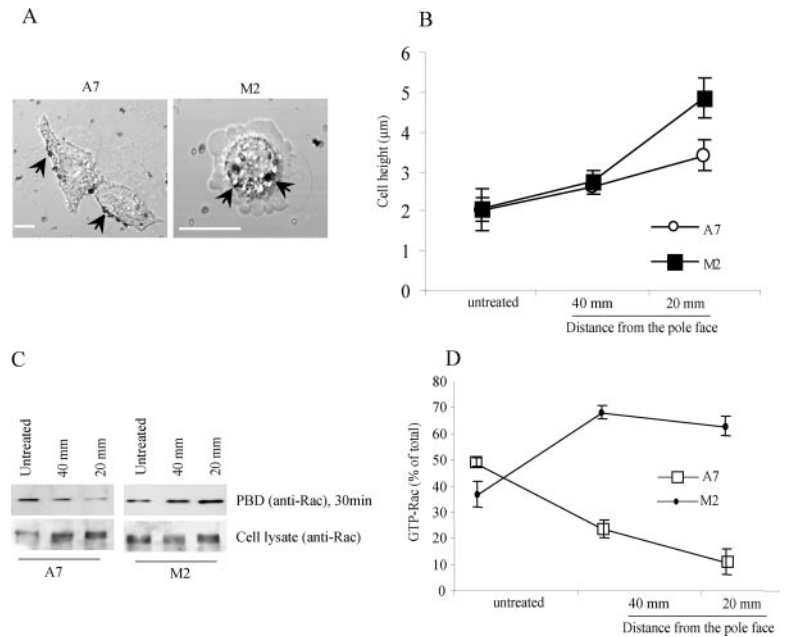 A
A7
M2
B
Cell height (µm)
6
5
4
3
2
1
0
A7
M2
untreated
40 mm
20 mm
Distance from the pole face
C
Untreated
40 mm
20 mm
Untreated
40 mm
20 mm
PBD (anti-Rac), 30min
Cell lysate (anti-Rac)
A7
M2
D
GTP-Rac (% of total)
80
70
60
50
40
30
20
10
0
A7
M2
untreated
40 mm
20 mm
Distance from the pole face